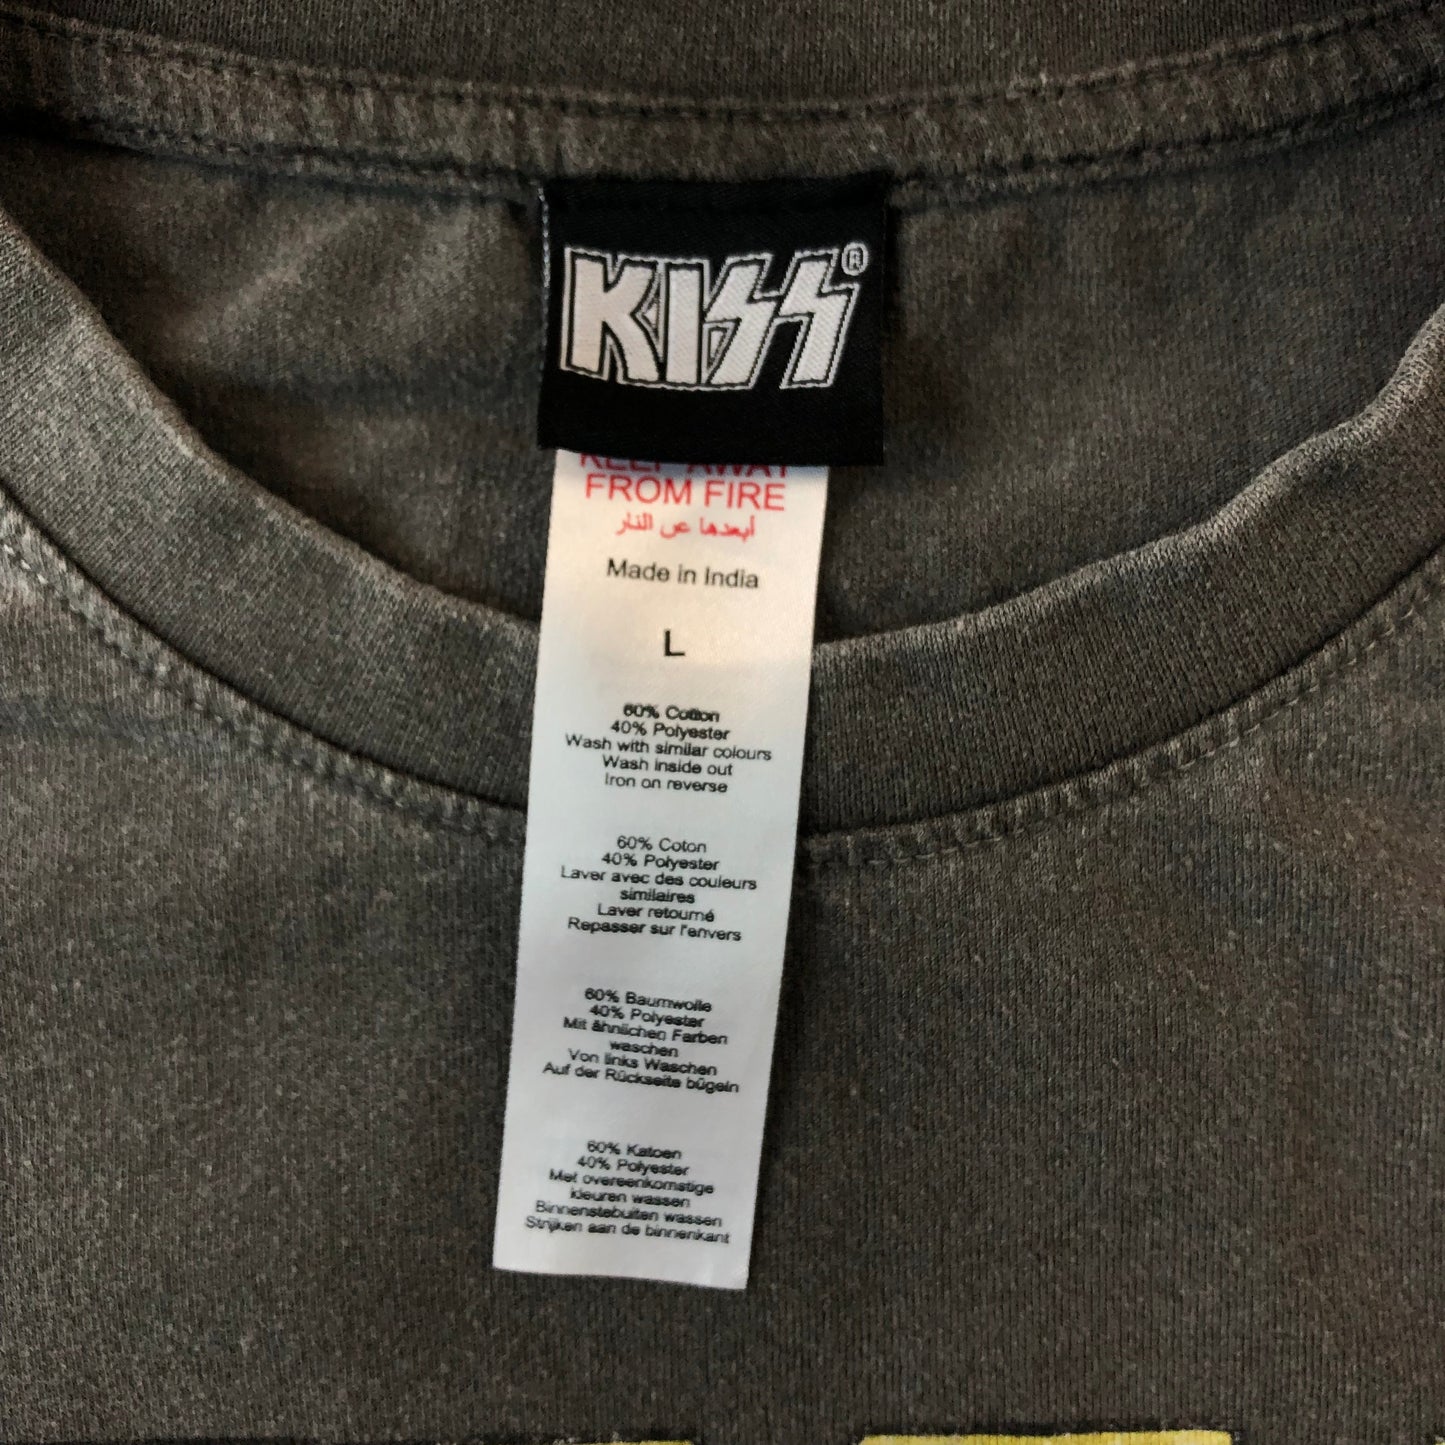 KISS®
KEEP AWAY
FROM FIRE
أبعدها عن النار
Made in India
L
60% Cotton
40% Polyester
Wash with similar colours
Wash inside out
Iron on reverse
60% Coton
40% Polyester
Laver avec des couleurs
similaires
Laver retourné
Repasser sur l'envers
60% Baumwolle
40% Polyester
Mit ähnlichen Farben
waschen
Von links Waschen
Auf der Rückseite bügeln
60% Katoen
40% Polyester
Met overeenkomstige
kleuren wassen
Binnenstebuiten wassen
Strijken aan de binnenkant